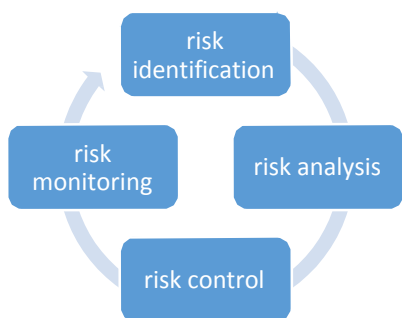 risk
identification
risk analysis
risk control
risk
monitoring